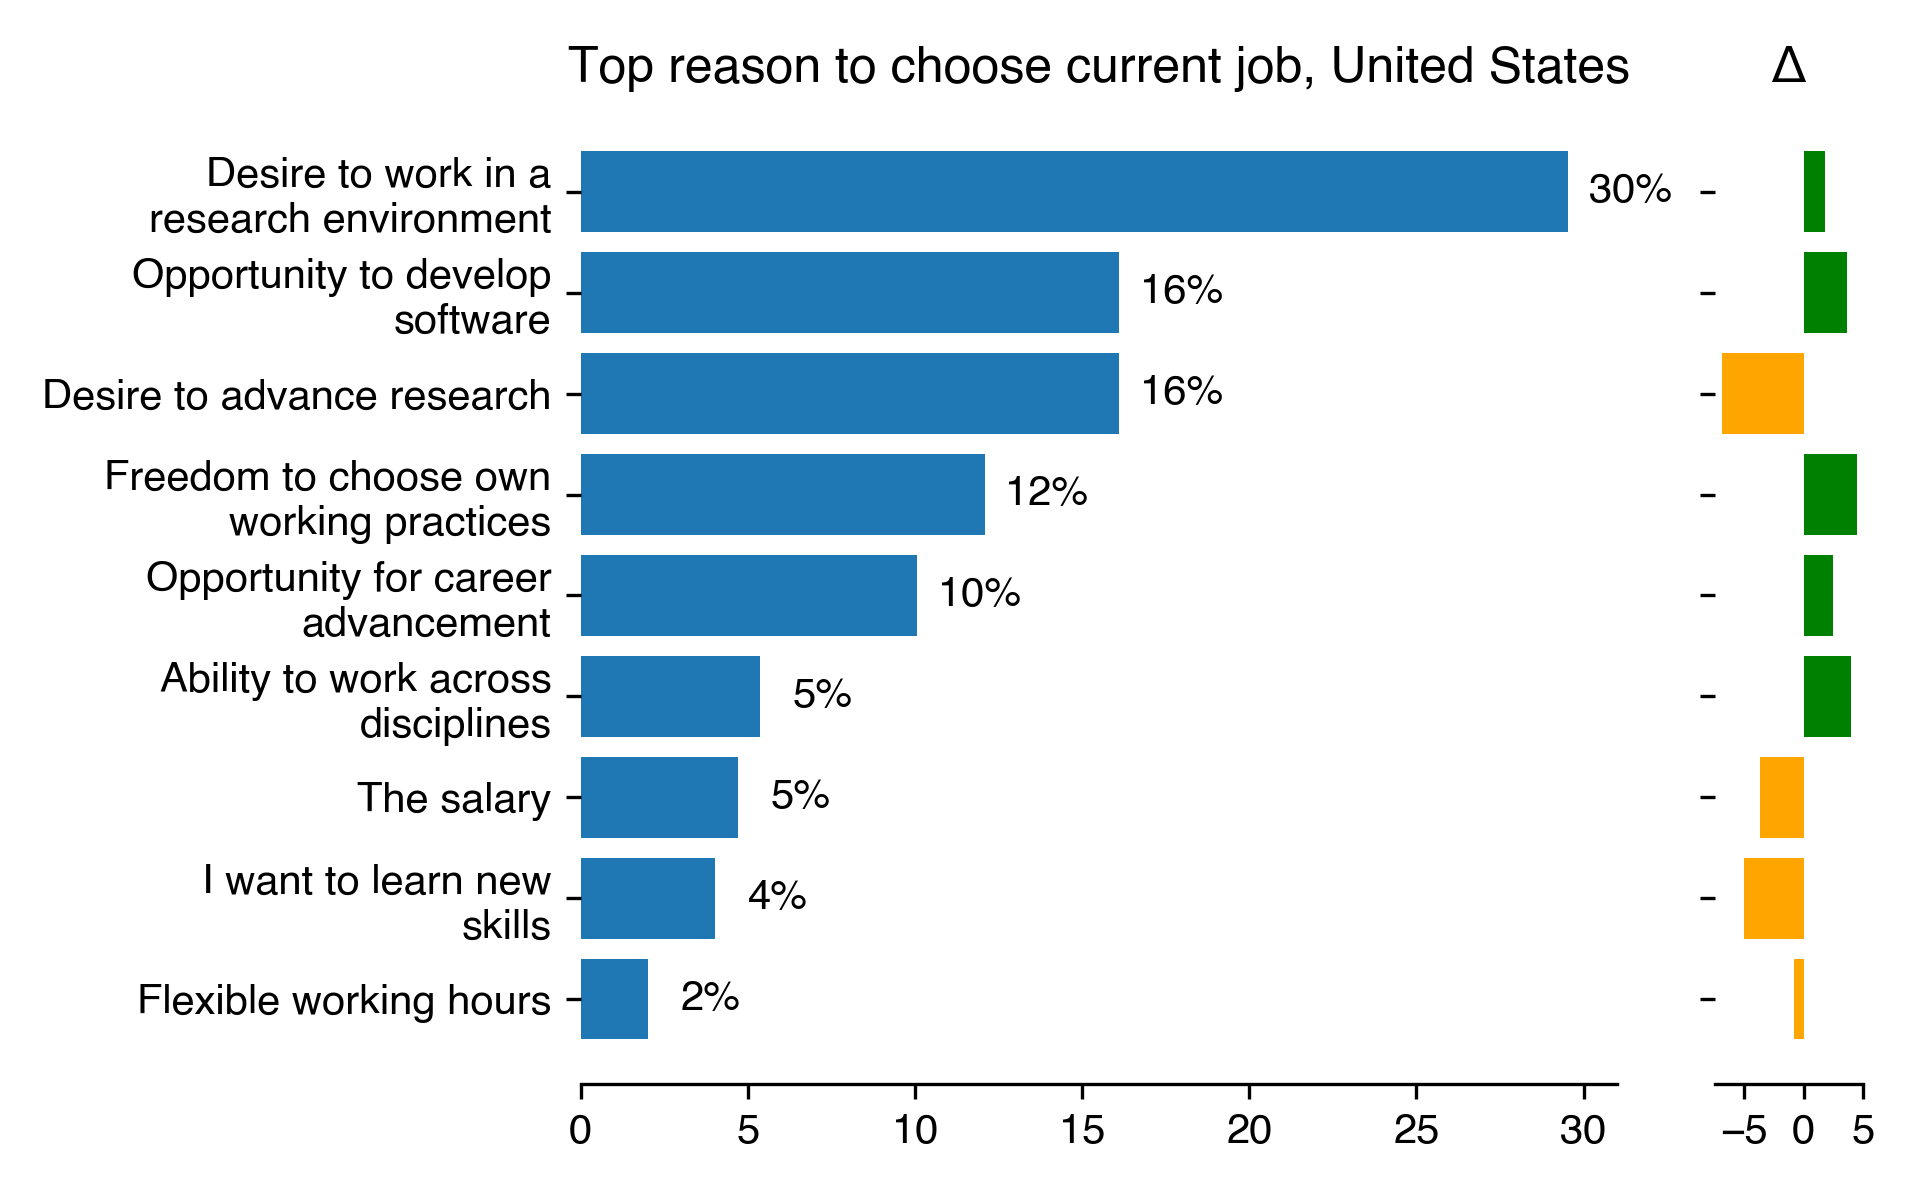 Top reason to choose current job, United States
Δ
Desire to work in a
research environment
30%
Opportunity to develop
software
16%
Desire to advance research
16%
Freedom to choose own
working practices
12%
Opportunity for career
advancement
10%
Ability to work across
disciplines
5%
The salary
5%
I want to learn new
skills
4%
Flexible working hours
2%
0 5 10 15 20 25 30
−5 0 5